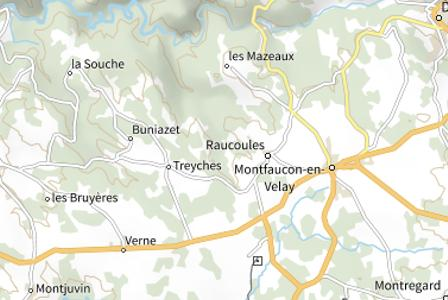 D
les Mazeaux
la Souche
Buniazet
Raucoules
Treyches
Montfaucon-en-
Velay
les Bruyères
Verne
Montjuvin
Montregard